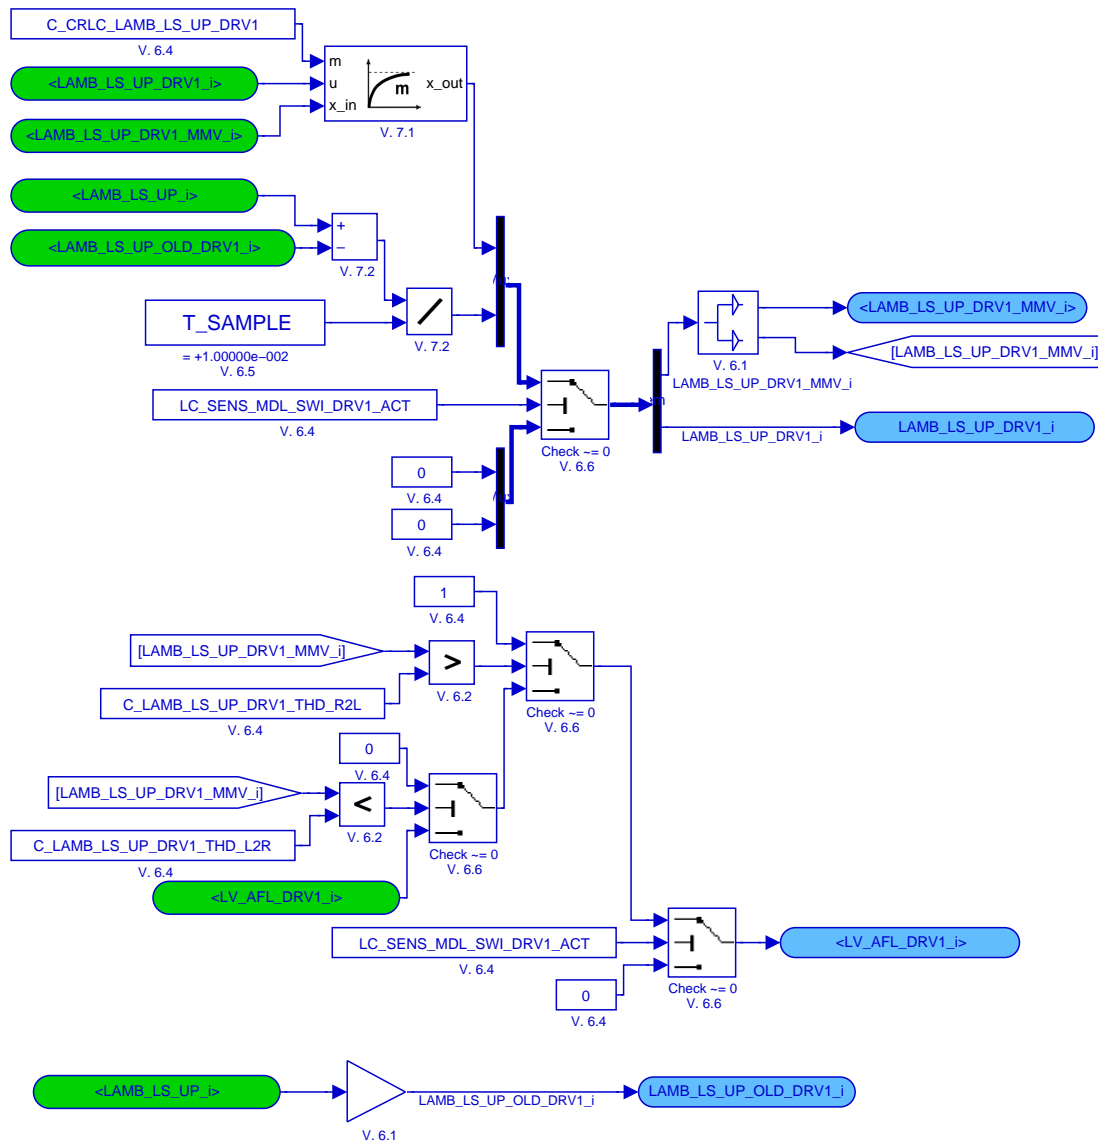 C_CRLC_LAMB_LS_UP_DRV1
V. 6.4
<LAMB_LS_UP_DRV1_i>
<LAMB_LS_UP_DRV1_MMV_i>
m
u
x_in
m
x_out
V. 7.1
<LAMB_LS_UP_i>
<LAMB_LS_UP_OLD_DRV1_i>
+
−
V. 7.2
T_SAMPLE
= +1.00000e−002
V. 6.5
V. 7.2
LC_SENS_MDL_SWI_DRV1_ACT
V. 6.4
0
V. 6.4
0
V. 6.4
Check ~= 0
V. 6.6
V. 6.1
LAMB_LS_UP_DRV1_MMV_i
<LAMB_LS_UP_DRV1_MMV_i>
[LAMB_LS_UP_DRV1_MMV_i]
LAMB_LS_UP_DRV1_i
LAMB_LS_UP_DRV1_i
1
V. 6.4
[LAMB_LS_UP_DRV1_MMV_i]
>
V. 6.2
C_LAMB_LS_UP_DRV1_THD_R2L
V. 6.4
Check ~= 0
V. 6.6
0
V. 6.4
[LAMB_LS_UP_DRV1_MMV_i]
<
V. 6.2
C_LAMB_LS_UP_DRV1_THD_L2R
V. 6.4
Check ~= 0
V. 6.6
<LV_AFL_DRV1_i>
LC_SENS_MDL_SWI_DRV1_ACT
V. 6.4
0
V. 6.4
Check ~= 0
V. 6.6
<LV_AFL_DRV1_i>
<LAMB_LS_UP_i>
V. 6.1
LAMB_LS_UP_OLD_DRV1_i
LAMB_LS_UP_OLD_DRV1_i